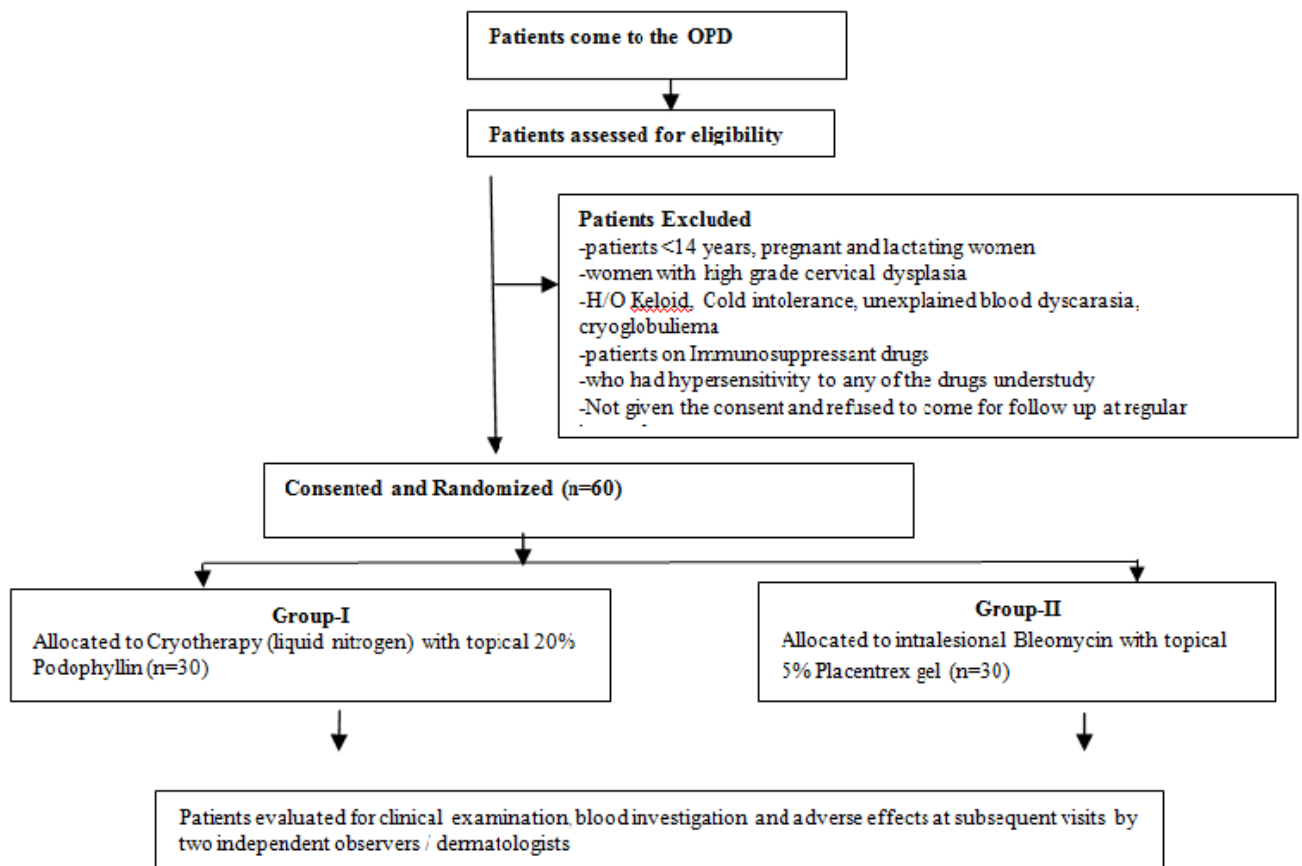 Patients come to the OPD
Patients assessed for eligibility
Patients Excluded
-patients <14 years, pregnant and lactating women
-women with high grade cervical dysplasia
-H/O Keloid, Cold intolerance, unexplained blood dyscarasia,
cryoglobuliema
-patients on Immunosuppressant drugs
-who had hypersensitivity to any of the drugs understudy
-Not given the consent and refused to come for follow up at regular
Consented and Randomized (n=60)
Group-I
Allocated to Cryotherapy (liquid nitrogen) with topical 20%
Podophyllin (n=30)
Group-II
Allocated to intralesional Bleomycin with topical
5% Placentrex gel (n=30)
Patients evaluated for clinical examination, blood investigation and adverse effects at subsequent visits by
two independent observers / dermatologists